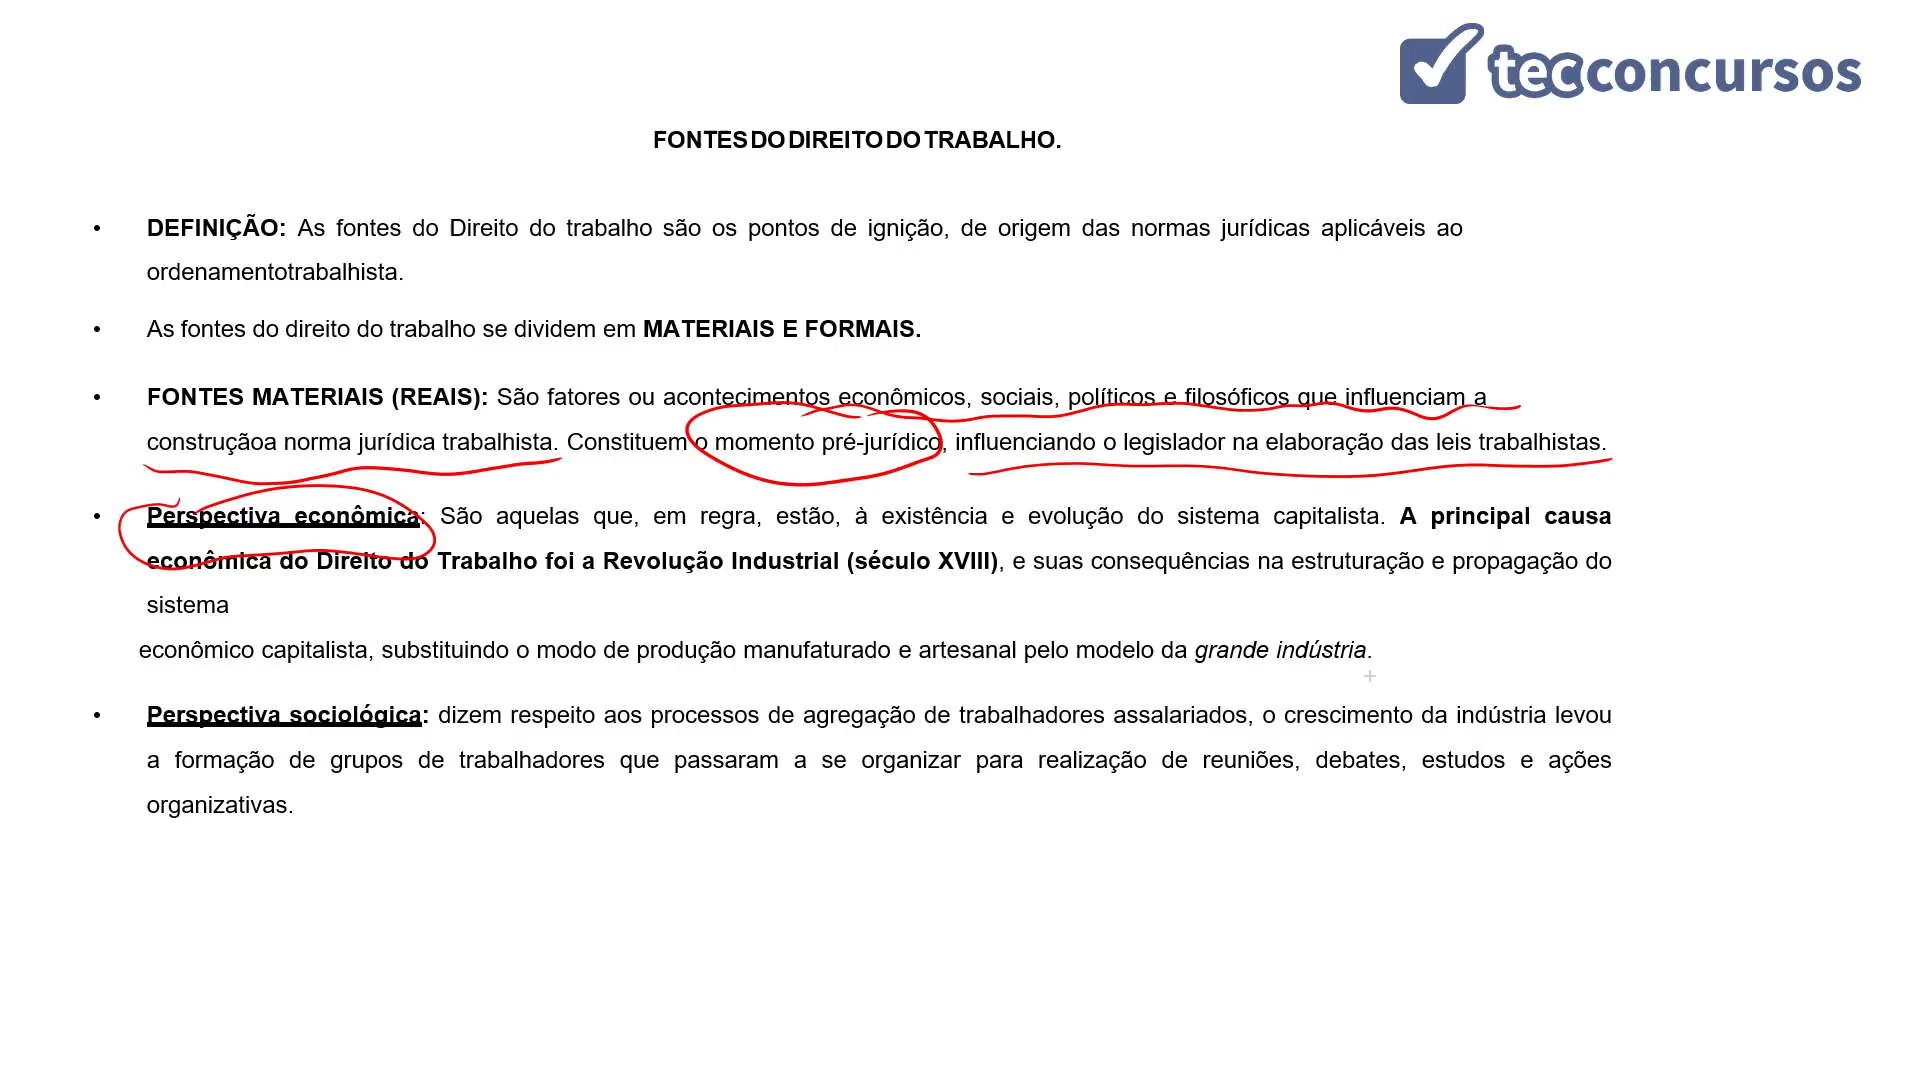 tecconcursos
FONTES DO DIREITO DO TRABALHO.
• DEFINIÇÃO: As fontes do Direito do trabalho são os pontos de ignição, de origem das normas jurídicas aplicáveis ao
ordenamentotrabalhista.
• As fontes do direito do trabalho se dividem em MATERIAIS E FORMAIS.
• FONTES MATERIAIS (REAIS): São fatores ou acontecimentos econômicos, sociais, políticos e filosóficos que influenciam a
construçãoa norma jurídica trabalhista. Constituem o momento pré-jurídico, influenciando o legislador na elaboração das leis trabalhistas.
• Perspectiva econômica: São aquelas que, em regra, estão, à existência e evolução do sistema capitalista. A principal causa
econômica do Direito do Trabalho foi a Revolução Industrial (século XVIII), e suas consequências na estruturação e propagação do
sistema
econômico capitalista, substituindo o modo de produção manufaturado e artesanal pelo modelo da grande indústria.
• Perspectiva sociológica: dizem respeito aos processos de agregação de trabalhadores assalariados, o crescimento da indústria levou
a formação de grupos de trabalhadores que passaram a se organizar para realização de reuniões, debates, estudos e ações
organizativas.